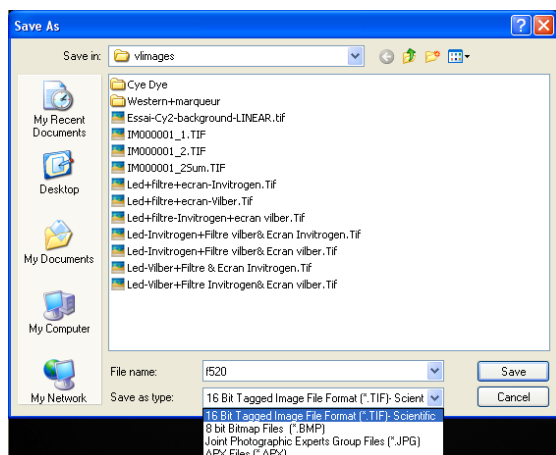 Save As
Save in:
vlimages
My Recent
Documents
Desktop
My Documents
My Computer
My Network
Cye Dye
Western+marqueur
Essai-Cy2-background-LINEAR.tif
IM000001_1.TIF
IM000001_2.TIF
IM000001_2Sum.TIF
Led+filtre+ecran-Invitrogen.Tif
Led+filtre+ecran-Vilber.Tif
Led+filtre-Invitrogen+ecran vilber.Tif
Led-Invitrogen+Filtre vilber& Ecran Invitrogen.Tif
Led-Invitrogen+Filtre vilber& Ecran vilber.Tif
Led-Vilber+Filtre & Ecran Invitrogen.Tif
Led-Vilber+Filtre Invitrogen& Ecran vilber.Tif
File name:
f520
Save
Save as type:
16 Bit Tagged Image File Format (*.TIF)- Scient
Cancel
16 Bit Tagged Image File Format (*.TIF)- Scientific
8 bit Bitmap Files (*.BMP)
Joint Photographic Experts Group Files (*.JPG)
APX Files (*.APX)